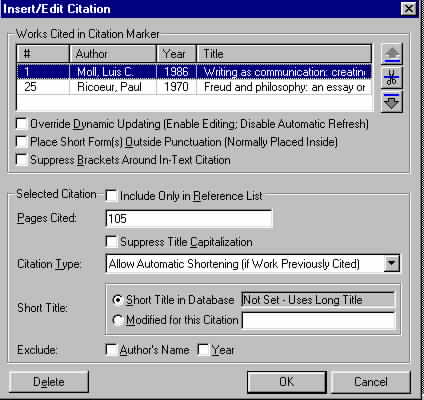 Insert/Edit Citation
Works Cited in Citation Marker
# Author Year Title
1 Moll, Luis C. 1986 Writing as communication: creating
25 Ricoeur, Paul 1970 Freud and philosophy: an essay or
Override Dynamic Updating (Enable Editing; Disable Automatic Refresh)
Place Short Form(s) Outside Punctuation (Normally Placed Inside)
Suppress Brackets Around In-Text Citation
Selected Citation Include Only in Reference List
Pages Cited: 105
Suppress Title Capitalization
Citation Type: Allow Automatic Shortening (if Work Previously Cited)
Short Title: Short Title in Database Not Set - Uses Long Title
Modified for this Citation
Exclude: Author's Name Year
Delete OK Cancel